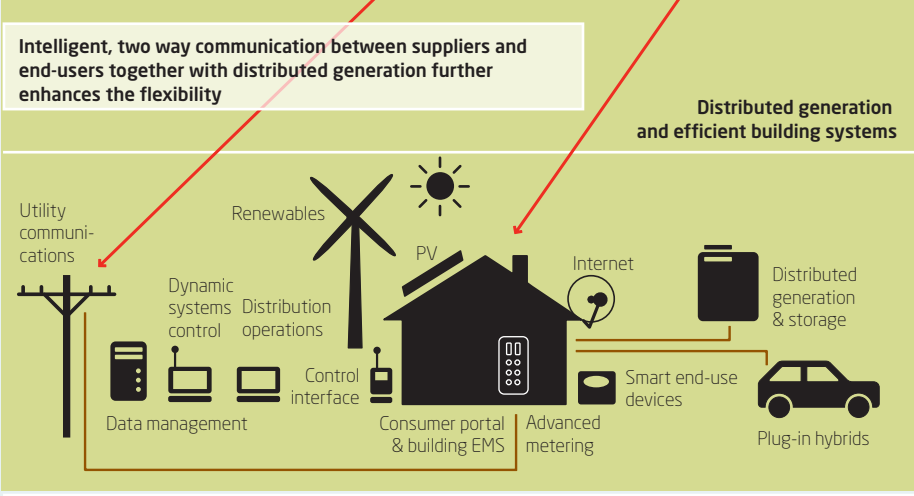 Intelligent, two way communication between suppliers and
end-users together with distributed generation further
enhances the flexibility
Distributed generation
and efficient building systems
Utility
communi-
cations
Renewables
PV
Internet
Distributed
generation
& storage
Dynamic
systems
control
Distribution
operations
Control
interface
Smart end-use
devices
Data management
Consumer portal
& building EMS
Advanced
metering
Plug-in hybrids